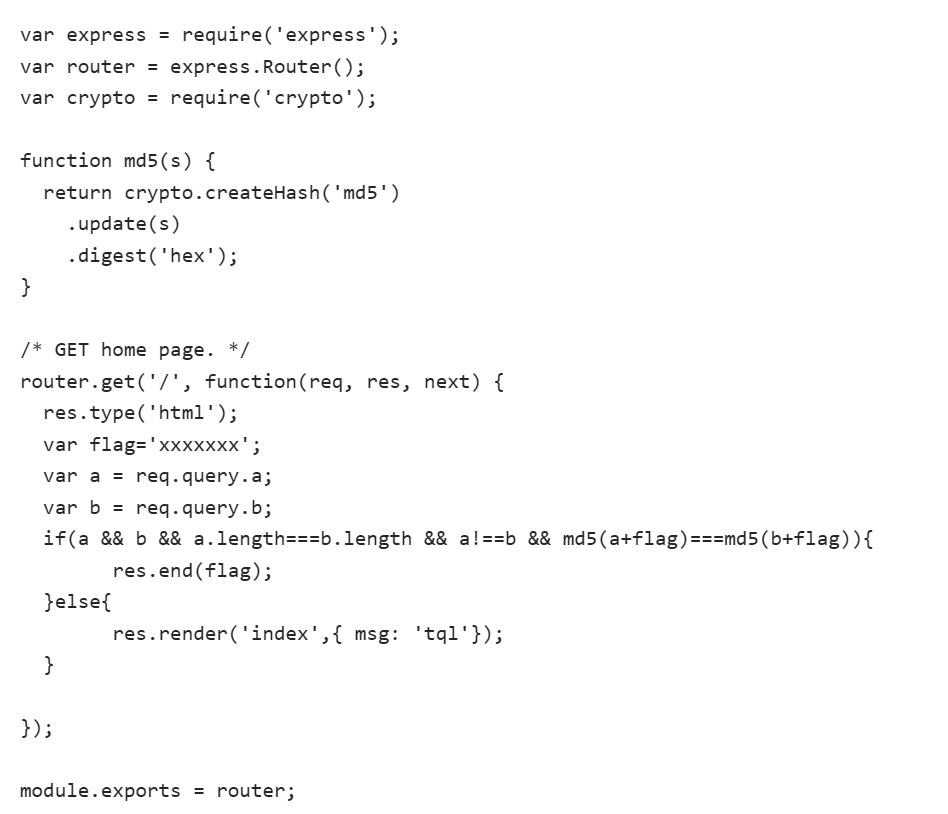 var express = require('express');
var router = express.Router();
var crypto = require('crypto');

function md5(s) {
  return crypto.createHash('md5')
    .update(s)
    .digest('hex');
}

/* GET home page. */
router.get('/', function(req, res, next) {
  res.type('html');
  var flag='xxxxxxx';
  var a = req.query.a;
  var b = req.query.b;
  if(a && b && a.length===b.length && a!==b && md5(a+flag)===md5(b+flag)){
        res.end(flag);
  }else{
        res.render('index',{ msg: 'tql'});
  }

});

module.exports = router;